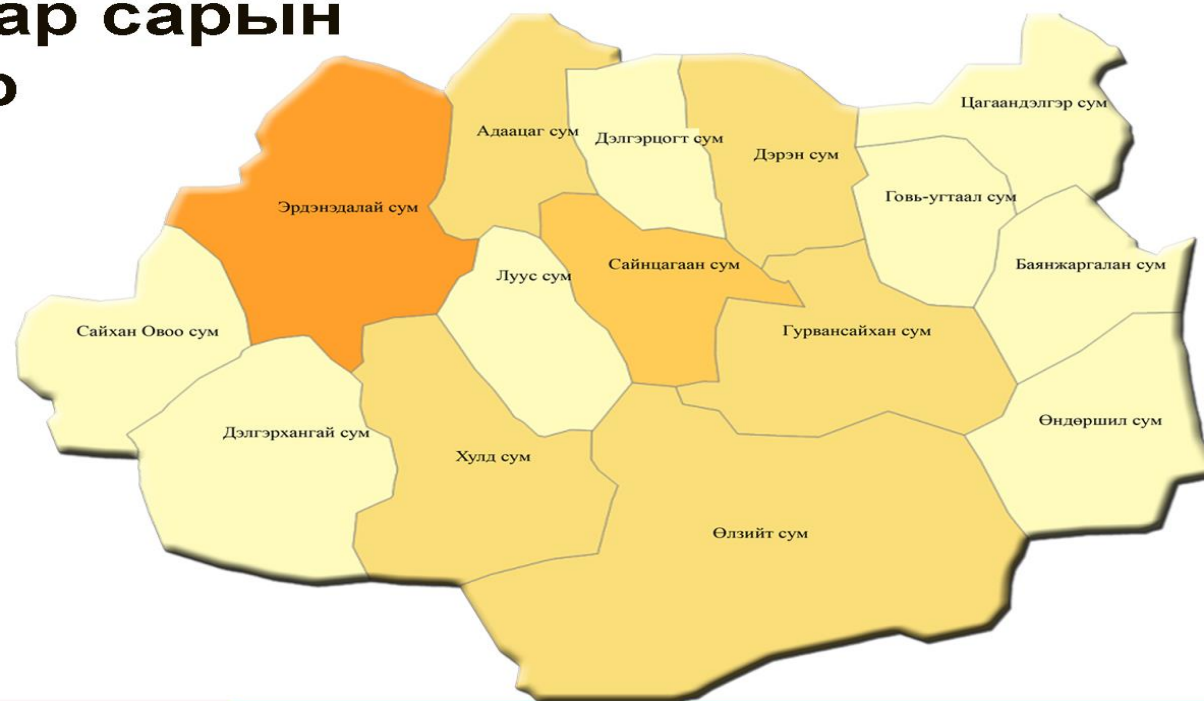 сарын
Цагаандэлгэр сум
Адаацаг сум
Дэлгэрцогт сум
Дэрэн сум
Говь-угтаал сум
Эрдэнэдалай сум
Сайнцагаан сум
Баянжаргалан сум
Луус сум
Сайхан Овоо сум
Гурвансайхан сум
Өндөршил сум
Дэлгэрхангай сум
Хулд сум
Өлзийт сум